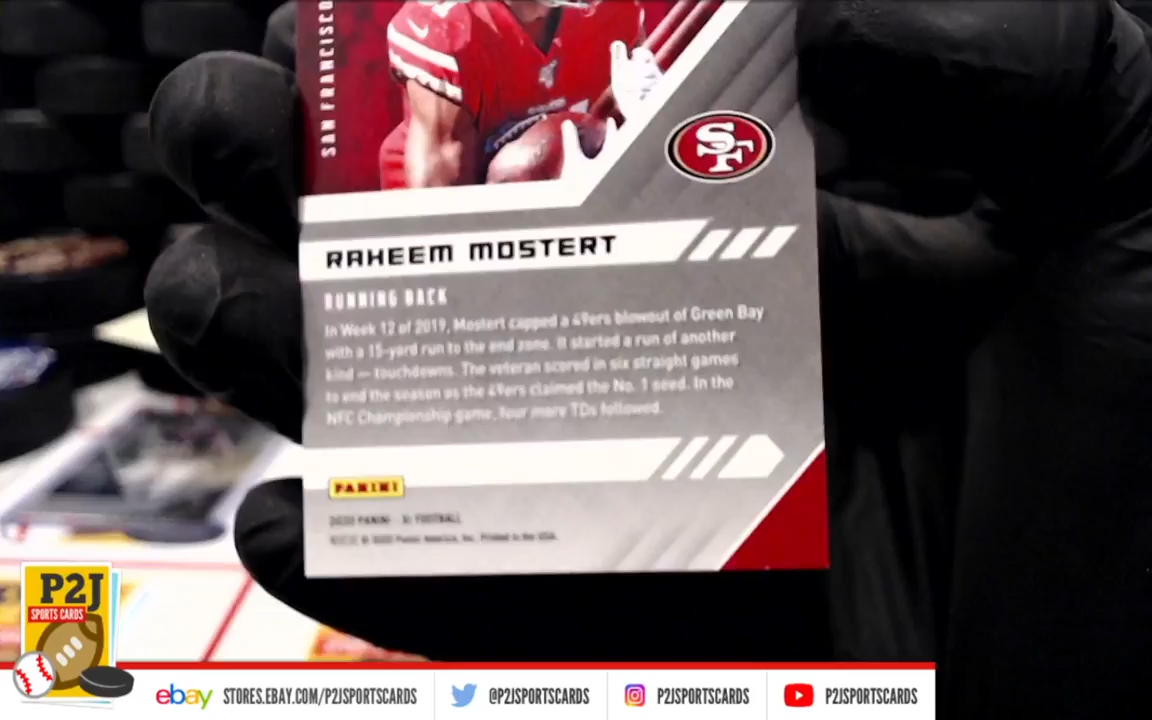 SAN FRANCISCO
SF
RAHEEM MOSTERT
RUNNING BACK
In Week 12 of 2019, Mostert capped a 49ers blowout of Green Bay
with a 15-yard run to the end zone. It started a run of another
kind — touchdowns. The veteran scored in six straight games
to end the season as the 49ers claimed the No. 1 seed. In the
NFC Championship game, four more TDs followed.
PANINI
2020 PANINI - XR FOOTBALL
© 2020 Panini America, Inc. Printed in the USA.
P2J
SPORTS CARDS
ebay STORES.EBAY.COM/P2JSPORTSCARDS
@P2JSPORTSCARDS
P2JSPORTSCARDS
P2JSPORTSCARDS